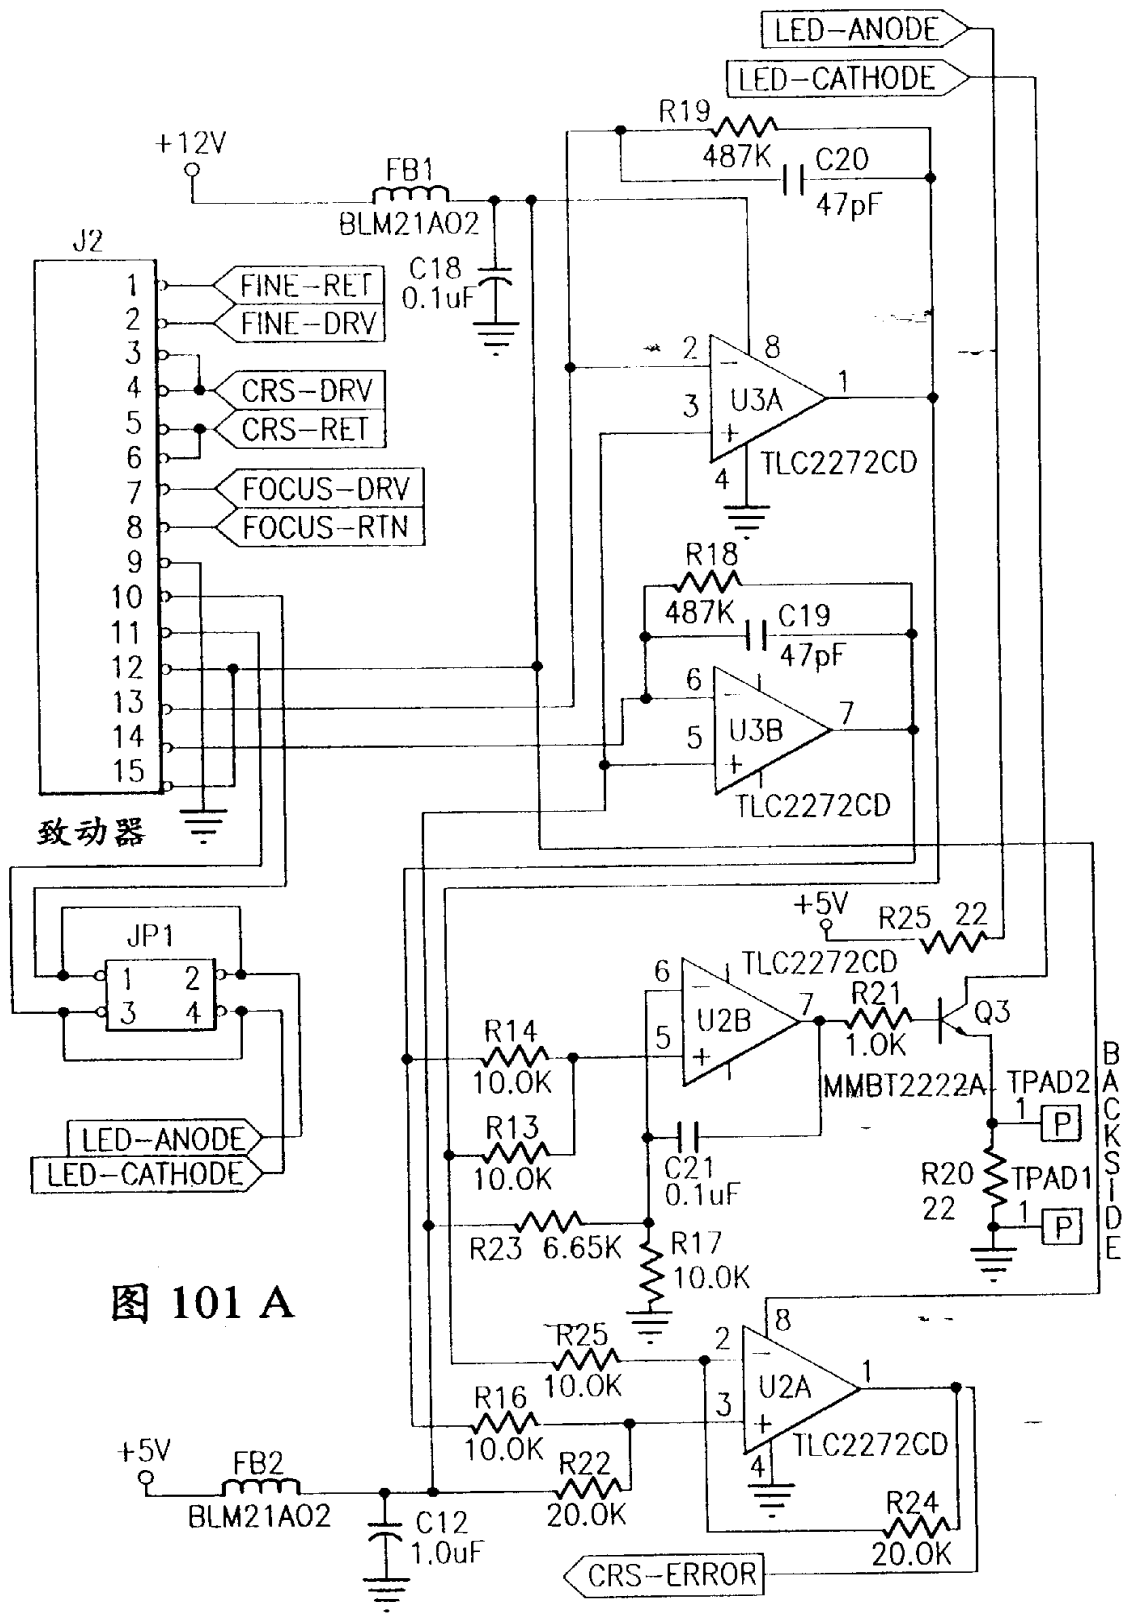 LED-ANODE
LED-CATHODE
R19
487K
C20
47pF
+12V
FB1
BLM21A02
C18
0.1uF
J2
1
FINE-RET
2
FINE-DRV
3
4
CRS-DRV
5
CRS-RET
6
7
FOCUS-DRV
8
FOCUS-RTN
9
10
11
12
13
14
15
致动器
2
8
3
U3A
1
4
TLC2272CD
R18
487K
C19
47pF
6
5
U3B
7
TLC2272CD
JP1
1 2
3 4
LED-ANODE
LED-CATHODE
+5V
R25 22
TLC2272CD
6
5
U2B
7
R21
1.0K
Q3
MMBT2222A
R14
10.0K
R13
10.0K
C21
0.1uF
R23 6.65K
R17
10.0K
TPAD2
1
P
R20
22
TPAD1
1
P
BACKSIDE
图 101 A
R25
10.0K
R16
10.0K
2
8
3
U2A
1
4
TLC2272CD
+5V
FB2
BLM21A02
R22
20.0K
C12
1.0uF
R24
20.0K
CRS-ERROR